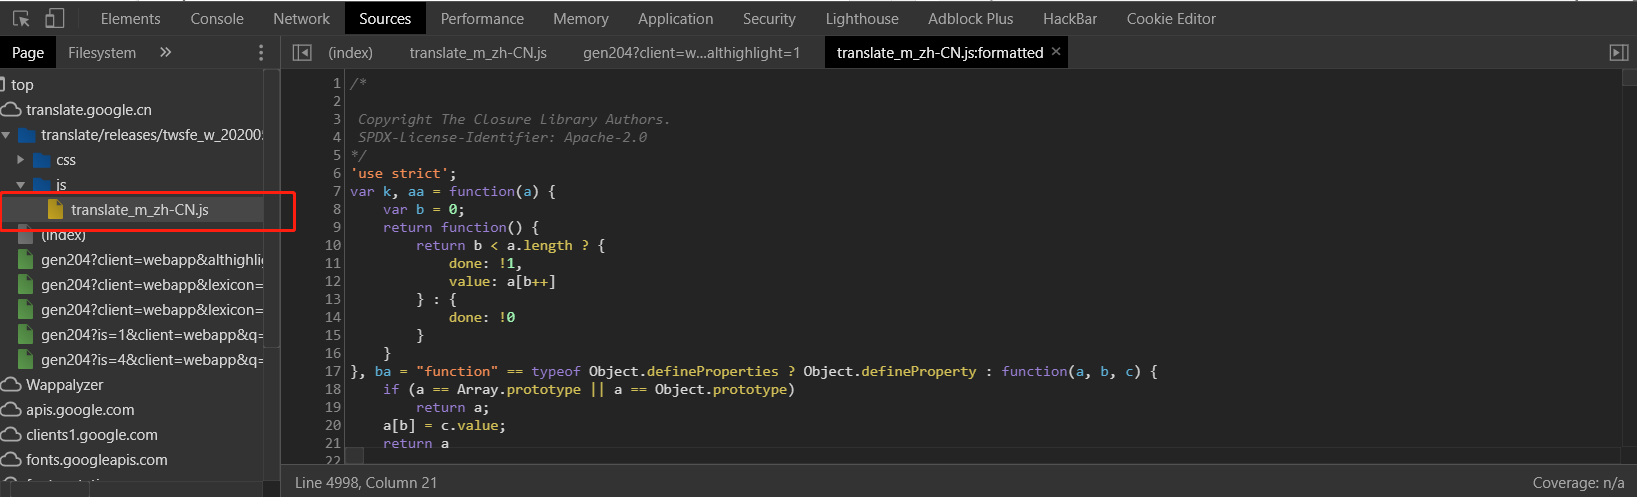 Elements Console Network Sources Performance Memory Application Security Lighthouse Adblock Plus HackBar Cookie Editor
Page Filesystem » (index) translate_m_zh-CN.js gen204?client=w...althighlight=1 translate_m_zh-CN.js:formatted ×
top
translate.google.cn
translate/releases/twsfe_w_20200
css
js
translate_m_zh-CN.js
(index)
gen204?client=webapp&althighli
gen204?client=webapp&lexicon=
gen204?client=webapp&lexicon=
gen204?is=1&client=webapp&q=
gen204?is=4&client=webapp&q=
Wappalyzer
apis.google.com
clients1.google.com
fonts.googleapis.com
1 /*
2
3 Copyright The Closure Library Authors.
4 SPDX-License-Identifier: Apache-2.0
5 */
6 'use strict';
7 var k, aa = function(a) {
8 var b = 0;
9 return function() {
10 return b < a.length ? {
11 done: !1,
12 value: a[b++]
13 } : {
14 done: !0
15 }
16 }
17 }, ba = "function" == typeof Object.defineProperties ? Object.defineProperty : function(a, b, c) {
18 if (a == Array.prototype || a == Object.prototype)
19 return a;
20 a[b] = c.value;
21 return a
22
Line 4998, Column 21 Coverage: n/a